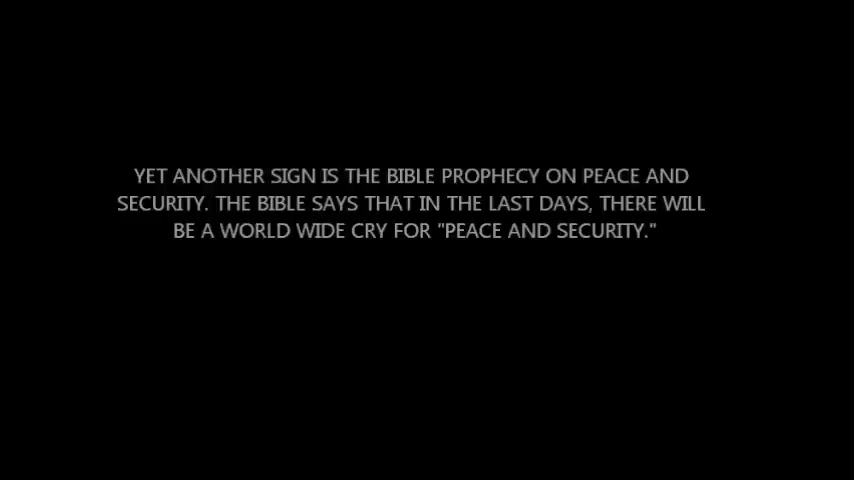 YET ANOTHER SIGN IS THE BIBLE PROPHECY ON PEACE AND
SECURITY. THE BIBLE SAYS THAT IN THE LAST DAYS, THERE WILL
BE A WORLD WIDE CRY FOR "PEACE AND SECURITY."